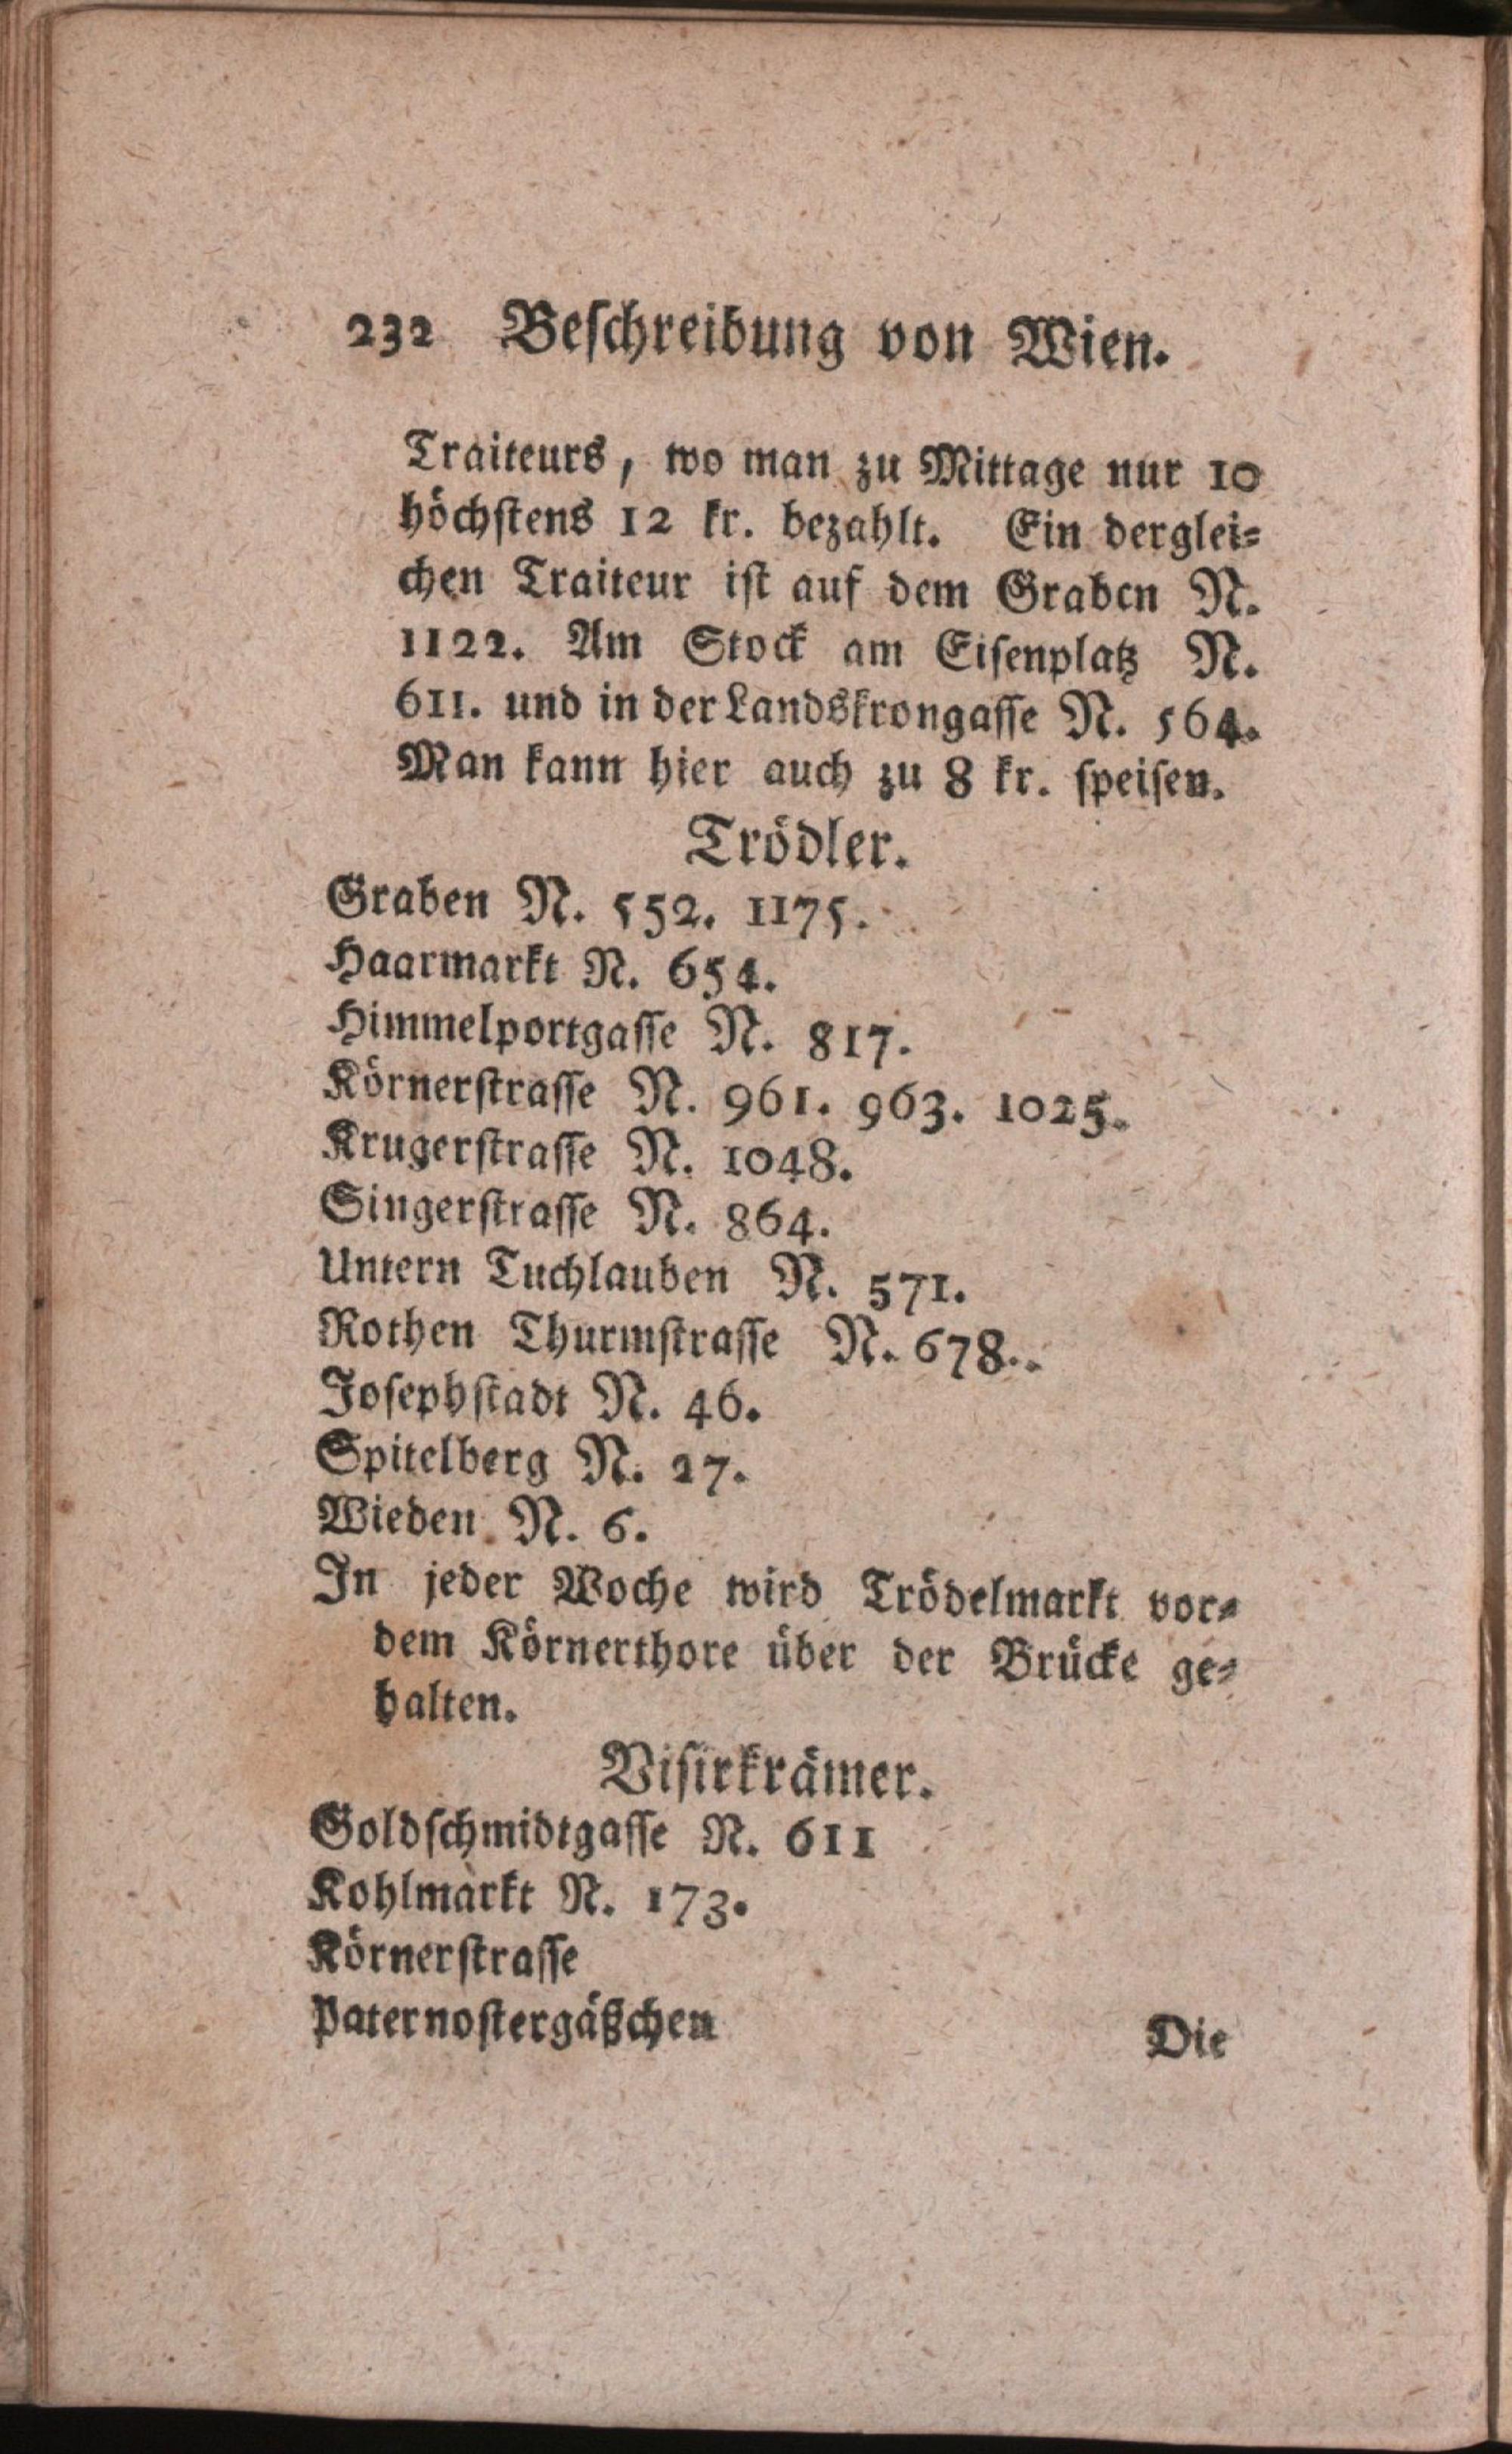 232 Beſchreibung von Wien.
Traiteurs, wo man zu Mittage nur 10
höchſtens 12 kr. bezahlt. Ein derglei⸗
chen Traiteur iſt auf dem Graben N.
1122. Am Stock am Eiſenplatz N.
611. und in der Landskrongaſſe N. 564.
Man kann hier auch zu 8 kr. ſpeiſen.
Trödler.
Graben N. 552. 1175.
Haarmarkt N. 654.
Himmelportgaſſe N. 817.
Körnerſtraſſe N. 961. 963. 1025.
Krugerſtraſſe N. 1048.
Singerſtraſſe N. 864.
Untern Tuchlauben N. 571.
Rothen Thurmſtraſſe N. 678.
Joſephſtadt N. 46.
Spitelberg N. 27.
Wieden N. 6.
In jeder Woche wird Trödelmarkt vor⸗
dem Körnerthore über der Brücke ge⸗
halten.
Viſirkrämer.
Goldſchmidtgaſſe N. 611
Kohlmarkt N. 173.
Körnerſtraſſe
Paternoſtergäßchen
Die